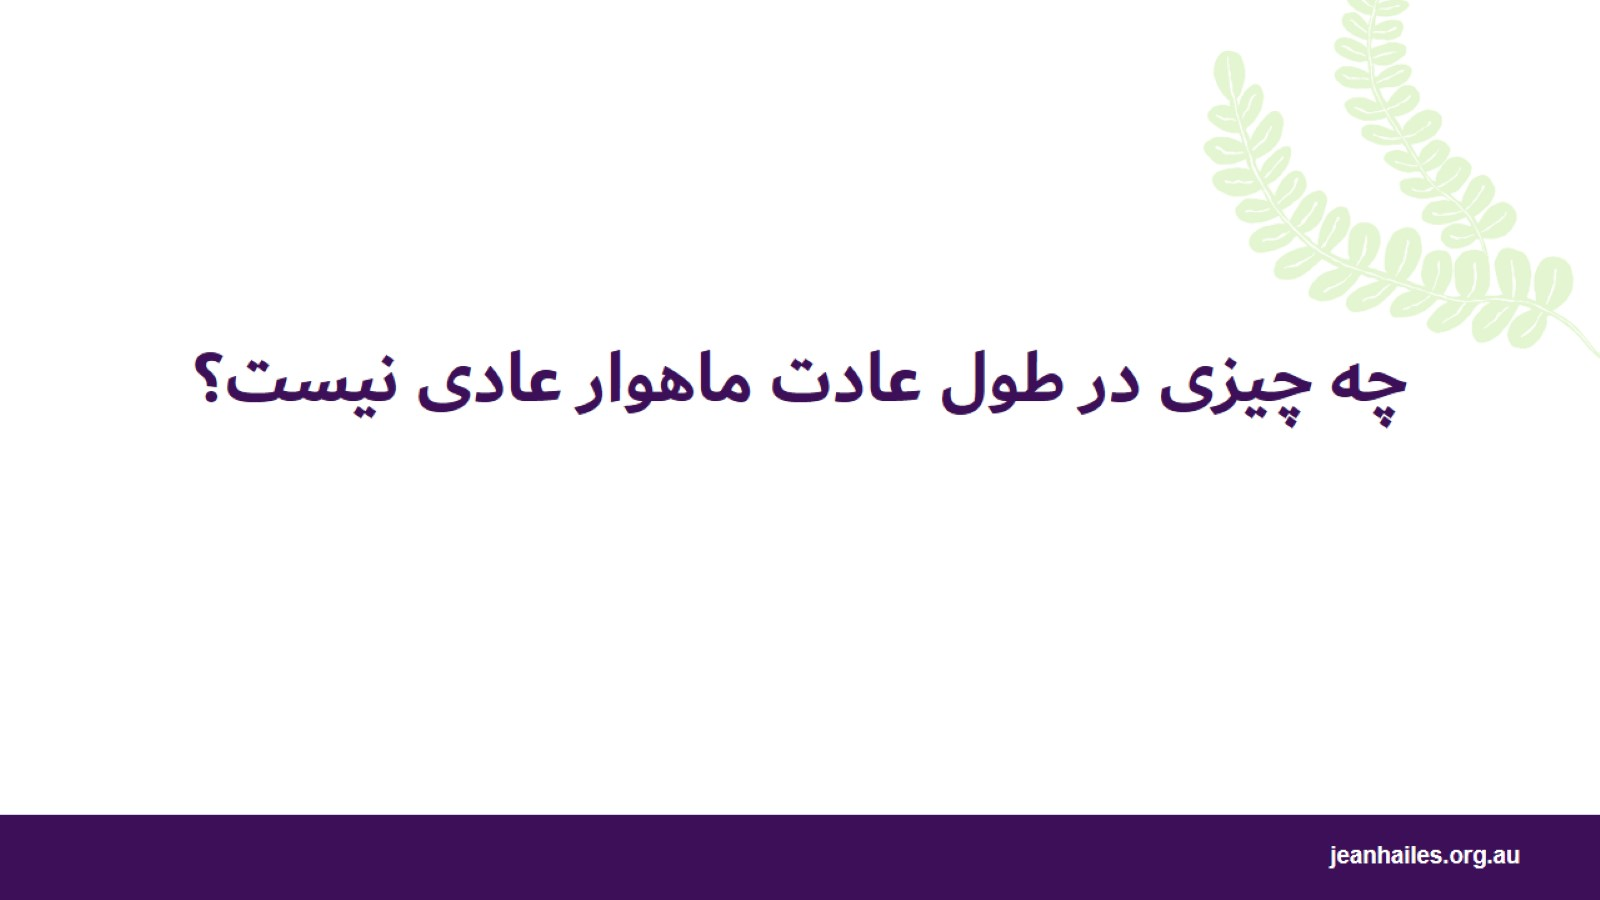 چه چیزی در طول عادت ماهوار عادی نیست؟
jeanhailes.org.au